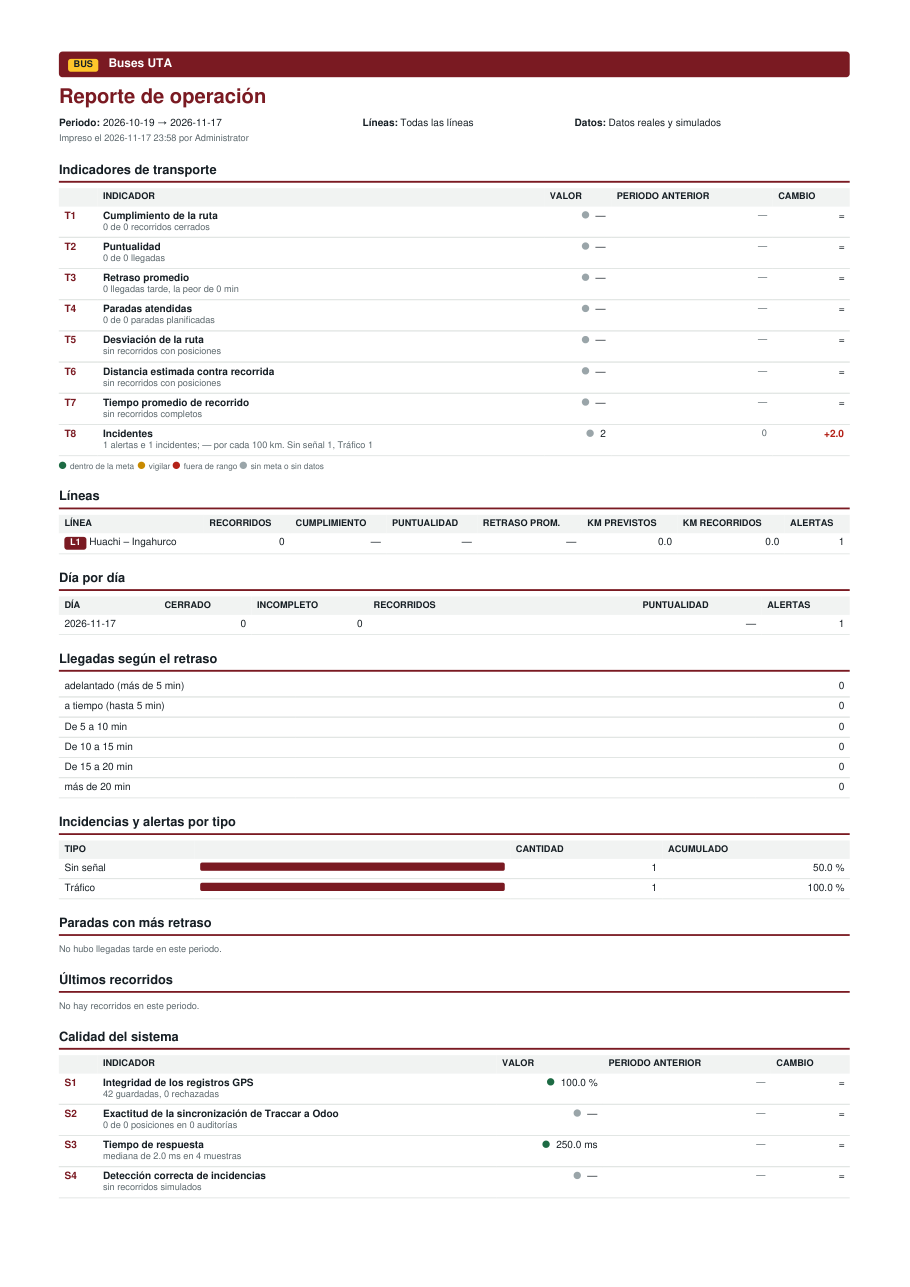 BUS Buses UTA
Reporte de operación
Periodo: 2026-10-19 → 2026-11-17 Líneas: Todas las líneas Datos: Datos reales y simulados
Impreso el 2026-11-17 23:58 por Administrator
Indicadores de transporte
INDICADOR VALOR PERIODO ANTERIOR CAMBIO
T1 Cumplimiento de la ruta — — =
0 de 0 recorridos cerrados
T2 Puntualidad — — =
0 de 0 llegadas
T3 Retraso promedio — — =
0 llegadas tarde, la peor de 0 min
T4 Paradas atendidas — — =
0 de 0 paradas planificadas
T5 Desviación de la ruta — — =
sin recorridos con posiciones
T6 Distancia estimada contra recorrida — — =
sin recorridos con posiciones
T7 Tiempo promedio de recorrido — — =
sin recorridos completos
T8 Incidentes 2 0 +2.0
1 alertas e 1 incidentes; — por cada 100 km. Sin señal 1, Tráfico 1
dentro de la meta vigilar fuera de rango sin meta o sin datos
Líneas
LÍNEA RECORRIDOS CUMPLIMIENTO PUNTUALIDAD RETRASO PROM. KM PREVISTOS KM RECORRIDOS ALERTAS
L1 Huachi – Ingahurco 0 — — — 0.0 0.0 1
Día por día
DÍA CERRADO INCOMPLETO RECORRIDOS PUNTUALIDAD ALERTAS
2026-11-17 0 0 — 1
Llegadas según el retraso
adelantado (más de 5 min) 0
a tiempo (hasta 5 min) 0
De 5 a 10 min 0
De 10 a 15 min 0
De 15 a 20 min 0
más de 20 min 0
Incidencias y alertas por tipo
TIPO CANTIDAD ACUMULADO
Sin señal 1 50.0 %
Tráfico 1 100.0 %
Paradas con más retraso
No hubo llegadas tarde en este periodo.
Últimos recorridos
No hay recorridos en este periodo.
Calidad del sistema
INDICADOR VALOR PERIODO ANTERIOR CAMBIO
S1 Integridad de los registros GPS 100.0 % — =
42 guardadas, 0 rechazadas
S2 Exactitud de la sincronización de Traccar a Odoo — — =
0 de 0 posiciones en 0 auditorías
S3 Tiempo de respuesta 250.0 ms — =
mediana de 2.0 ms en 4 muestras
S4 Detección correcta de incidencias — — =
sin recorridos simulados